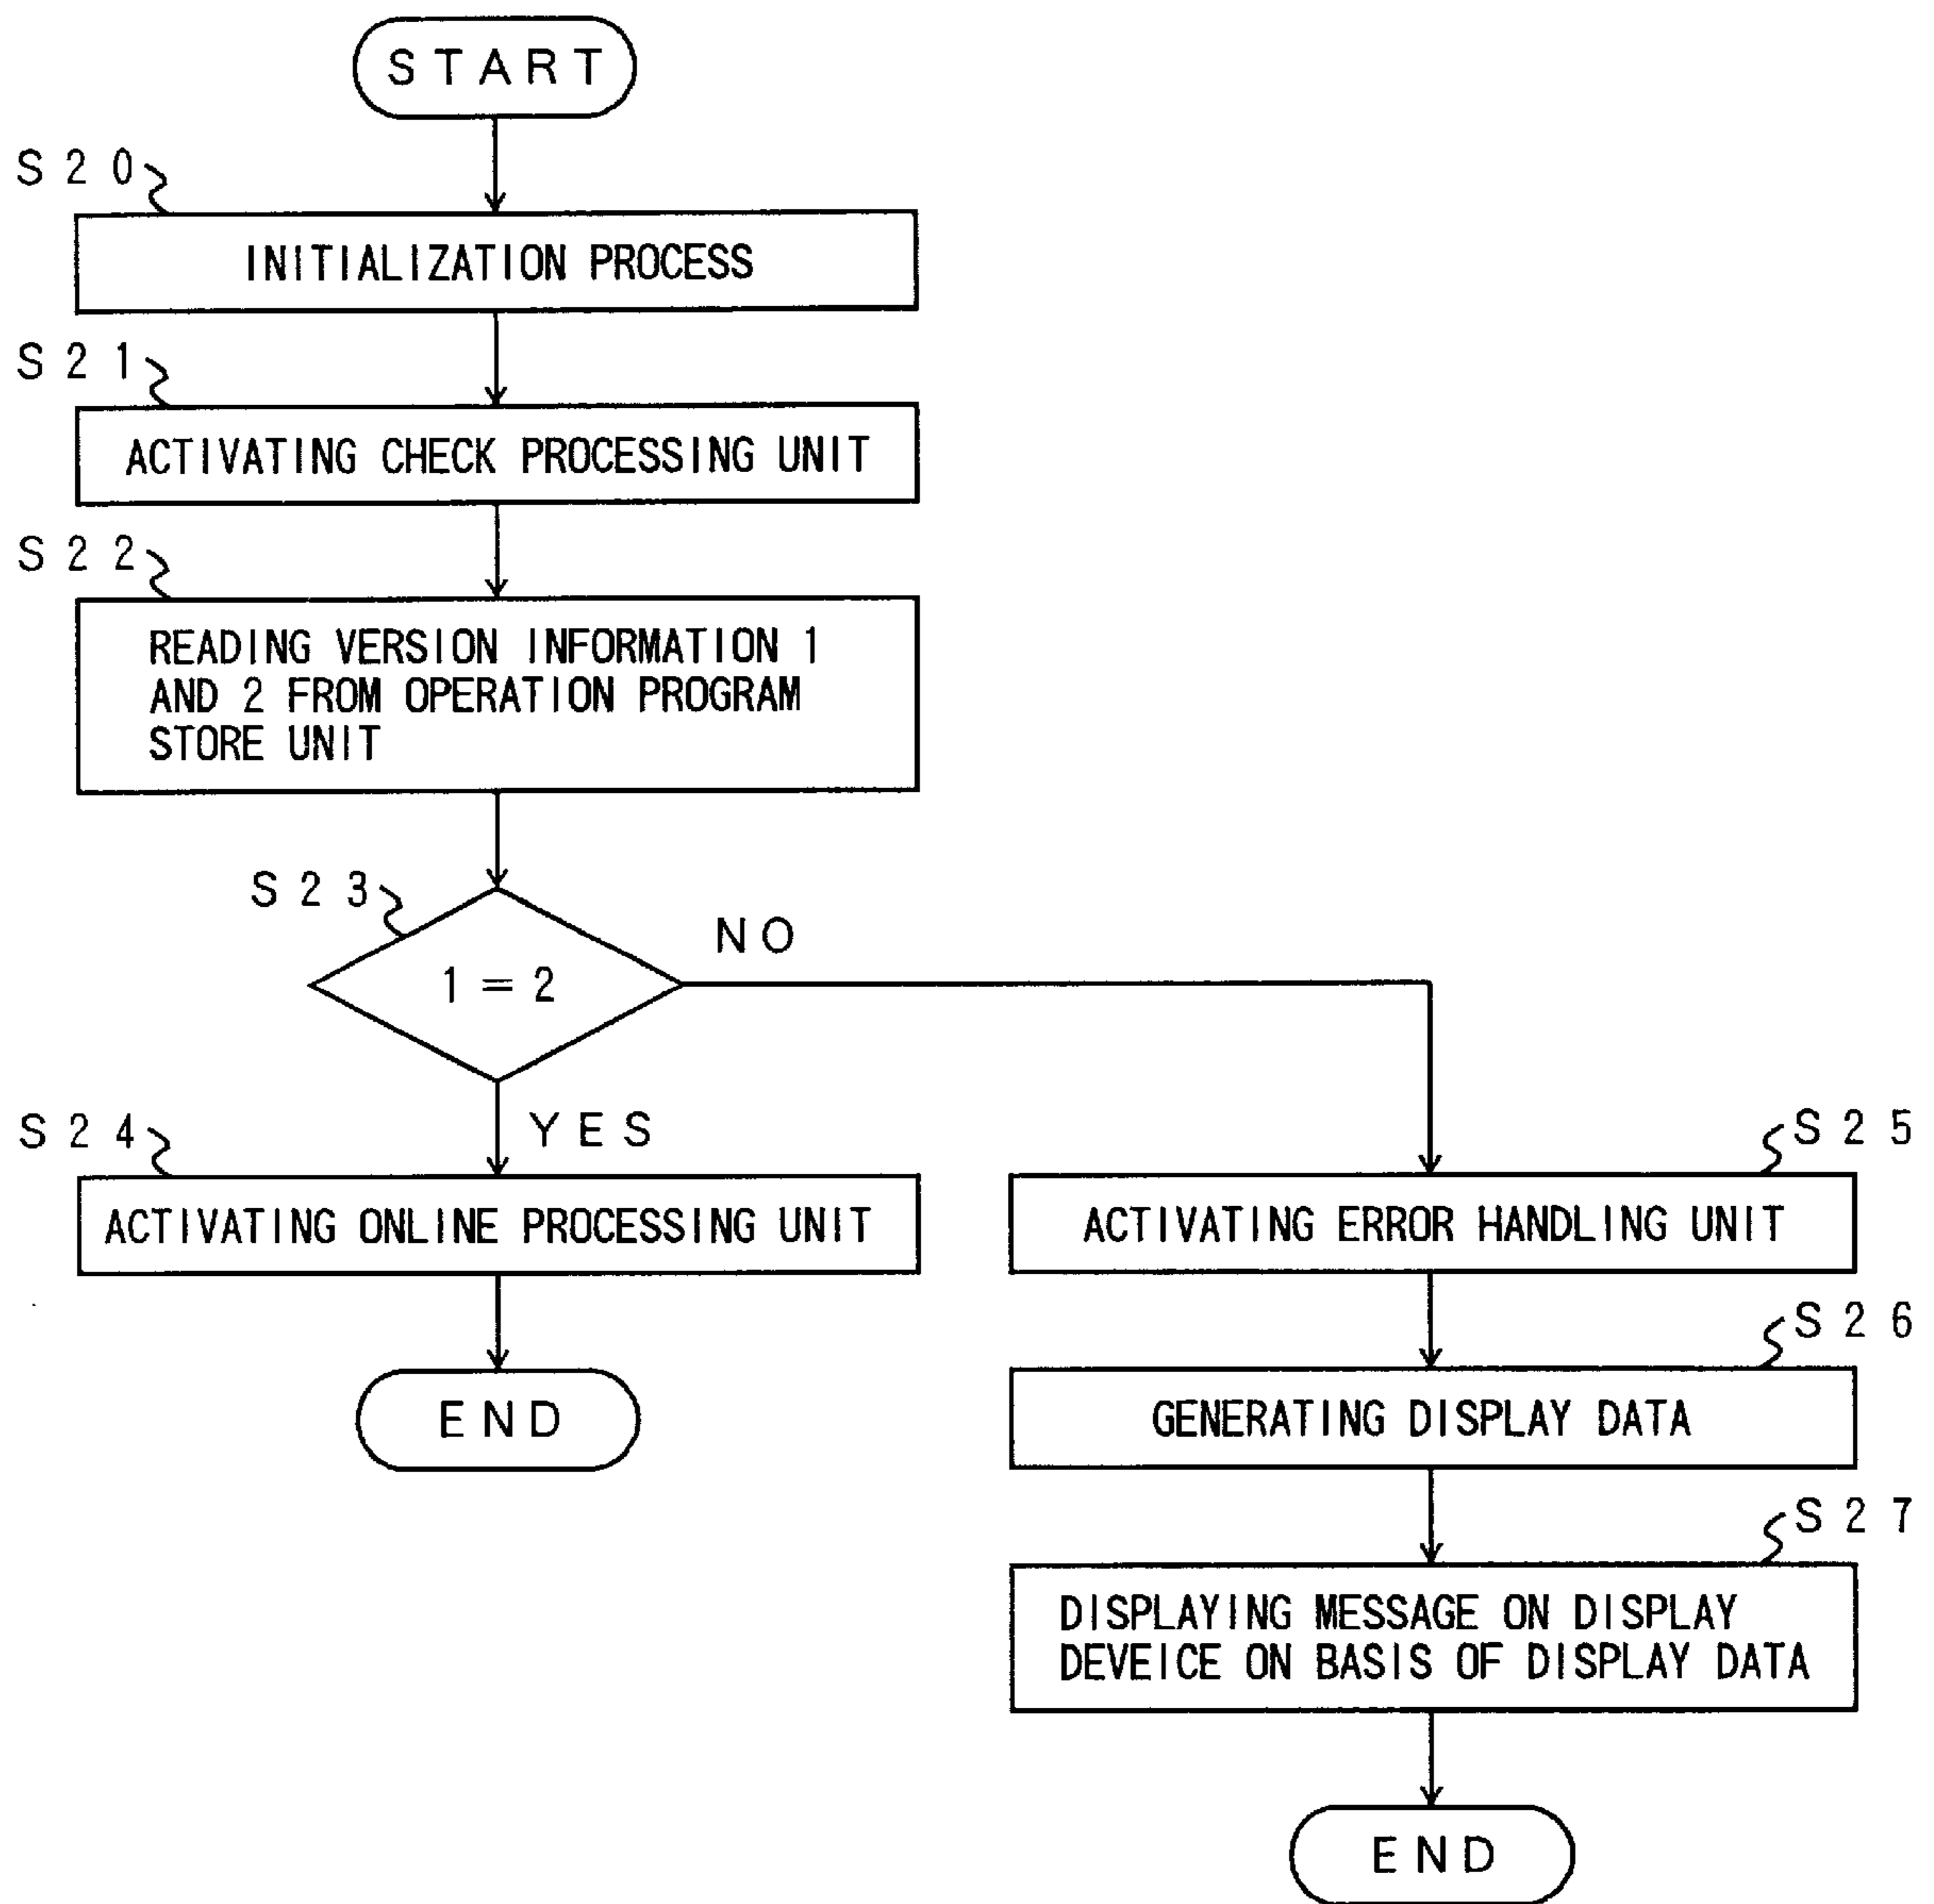 START
S20
INITIALIZATION PROCESS
S21
ACTIVATING CHECK PROCESSING UNIT
S22
READING VERSION INFORMATION 1
AND 2 FROM OPERATION PROGRAM
STORE UNIT
S23
1=2
NO
YES
S24
ACTIVATING ONLINE PROCESSING UNIT
END
S25
ACTIVATING ERROR HANDLING UNIT
S26
GENERATING DISPLAY DATA
S27
DISPLAYING MESSAGE ON DISPLAY
DEVEICE ON BASIS OF DISPLAY DATA
END